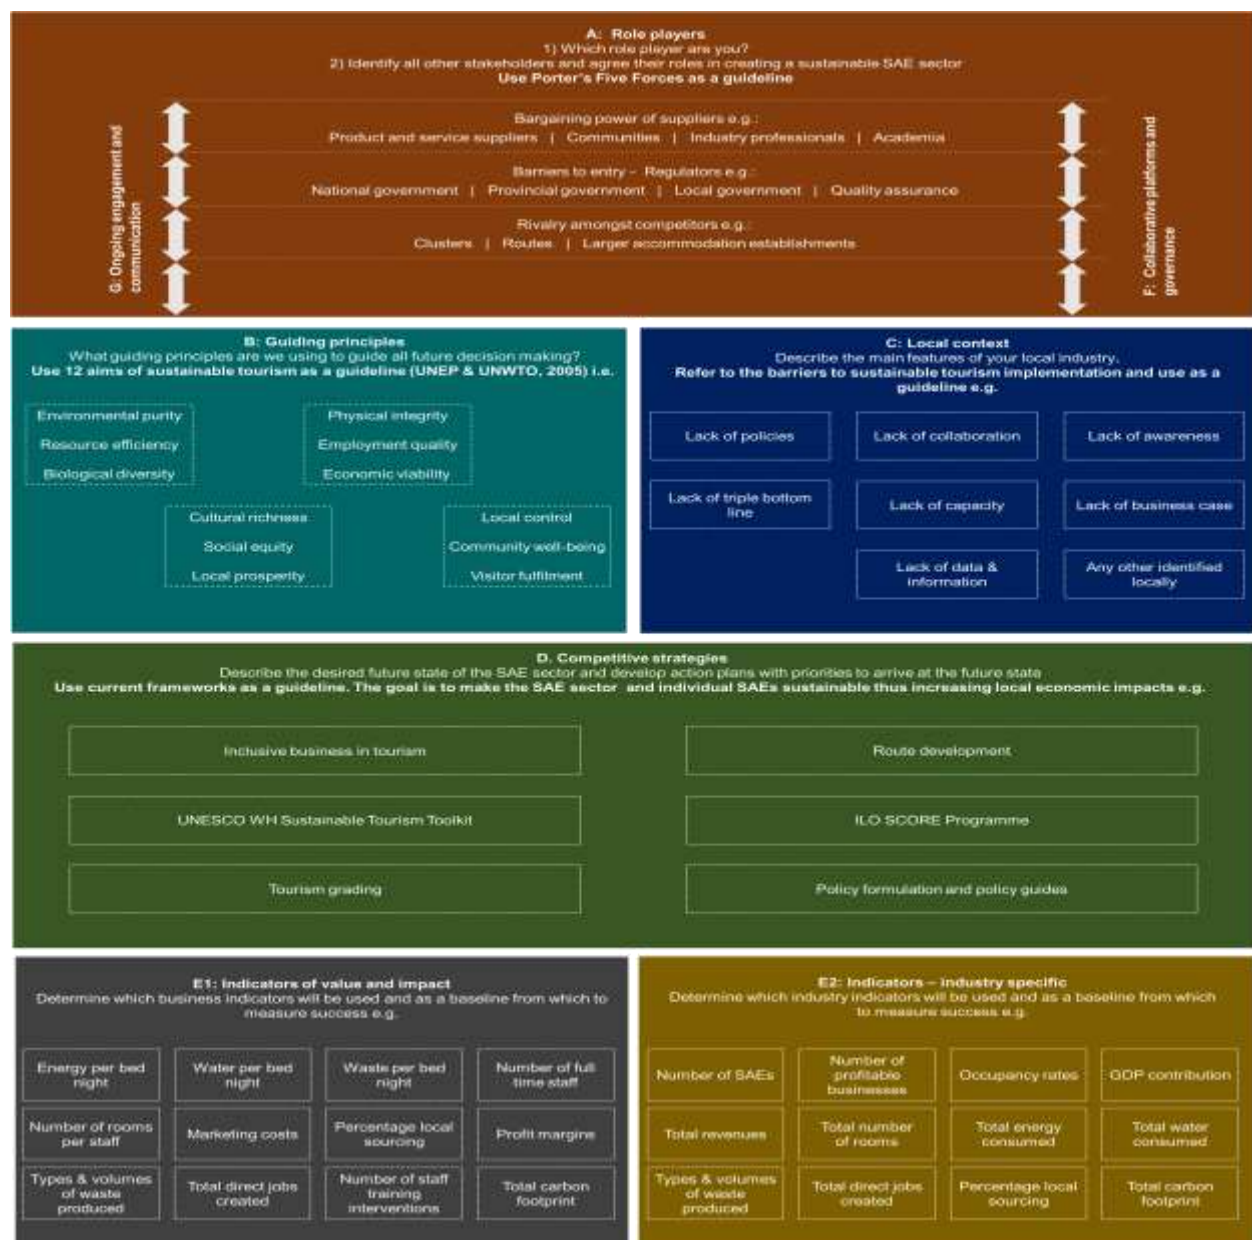 A: Role players
1) Which role player are you?
2) Identify all other stakeholders and agree their roles in creating a sustainable SAE sector
Use Porter's Five Forces as a guideline
Bargaining power of suppliers e.g.:
Product and service suppliers | Communities | Industry professionals | Academia
Barriers to entry – Regulators e.g.:
National government | Provincial government | Local government | Quality assurance
Rivalry amongst competitors e.g.:
Clusters | Routes | Larger accommodation establishments
G: Ongoing engagement and
communication
F: Collaborative platforms and
governance
B: Guiding principles
What guiding principles are we using to guide all future decision making?
Use 12 aims of sustainable tourism as a guideline (UNEP & UNWTO, 2005) i.e.
Environmental purity
Resource efficiency
Biological diversity
Physical integrity
Employment quality
Economic viability
Cultural richness
Social equity
Local prosperity
Local control
Community well-being
Visitor fulfilment
C: Local context
Describe the main features of your local industry.
Refer to the barriers to sustainable tourism implementation and use as a
guideline e.g.
Lack of policies
Lack of collaboration
Lack of awareness
Lack of triple bottom
line
Lack of capacity
Lack of business case
Lack of data &
information
Any other identified
locally
D. Competitive strategies
Describe the desired future state of the SAE sector and develop action plans with priorities to arrive at the future state
Use current frameworks as a guideline. The goal is to make the SAE sector and individual SAEs sustainable thus increasing local economic impacts e.g.
Inclusive business in tourism
Route development
UNESCO WH Sustainable Tourism Toolkit
ILO SCORE Programme
Tourism grading
Policy formulation and policy guides
E1: Indicators of value and impact
Determine which business indicators will be used and as a baseline from which to
measure success e.g.
Energy per bed
night
Water per bed
night
Waste per bed
night
Number of full
time staff
Number of rooms
per staff
Marketing costs
Percentage local
sourcing
Profit margins
Types & volumes
of waste
produced
Total direct jobs
created
Number of staff
training
interventions
Total carbon
footprint
E2: Indicators – industry specific
Determine which industry indicators will be used and as a baseline from which
to measure success e.g.
Number of SAEs
Number of
profitable
businesses
Occupancy rates
GDP contribution
Total revenues
Total number
of rooms
Total energy
consumed
Total water
consumed
Types & volumes
of waste
produced
Total direct jobs
created
Percentage local
sourcing
Total carbon
footprint